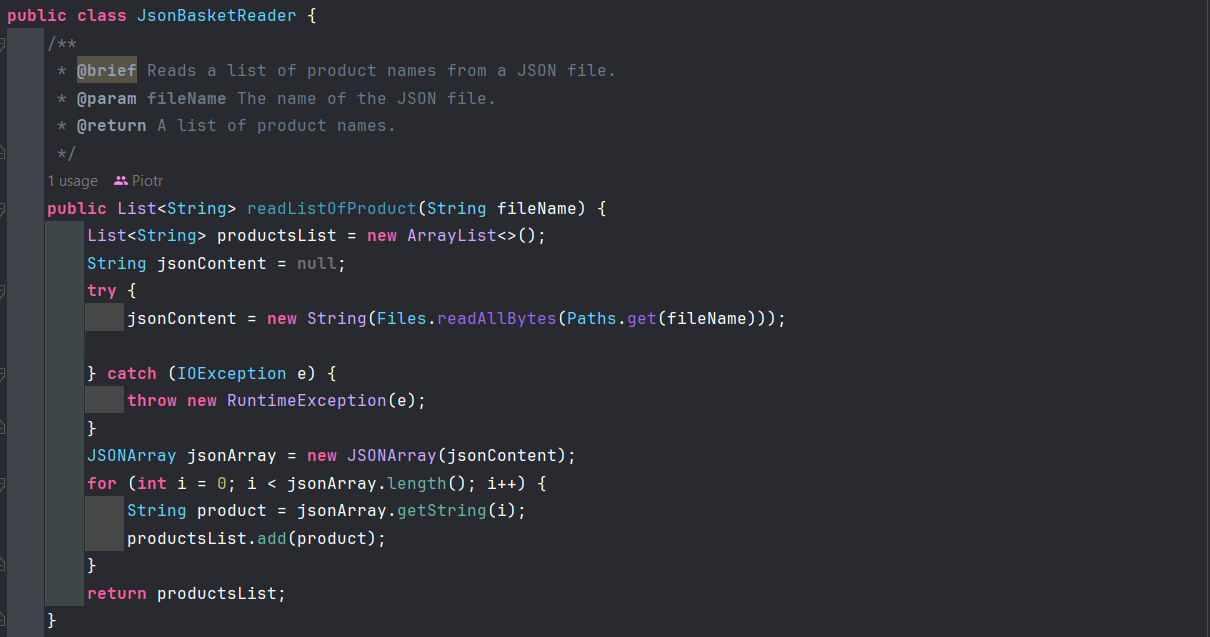 public class JsonBasketReader {
/**
* @brief Reads a list of product names from a JSON file.
* @param fileName The name of the JSON file.
* @return A list of product names.
*/
1 usage Piotr
public List<String> readListOfProduct(String fileName) {
List<String> productsList = new ArrayList<>();
String jsonContent = null;
try {
jsonContent = new String(Files.readAllBytes(Paths.get(fileName)));
} catch (IOException e) {
throw new RuntimeException(e);
}
JSONArray jsonArray = new JSONArray(jsonContent);
for (int i = 0; i < jsonArray.length(); i++) {
String product = jsonArray.getString(i);
productsList.add(product);
}
return productsList;
}